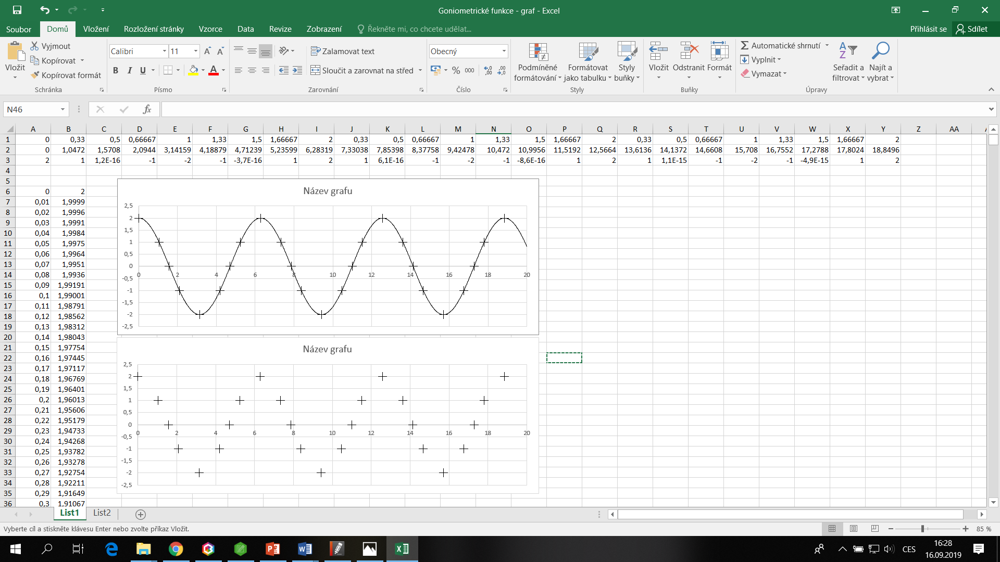 Goniometrické funkce - graf - Excel
Soubor Domů Vložení Rozložení stránky Vzorce Data Revize Zobrazení Řekněte mi, co chcete udělat... Přihlásit se Sdílet
Vložit
Vyjmout
Kopírovat
Kopírovat formát
Schránka
Calibri 11
B I U A
Písmo
Zalamovat text
Sloučit a zarovnat na střed
Zarovnání
Obecný
% 000
Číslo
Podmíněné formátování
Formátovat jako tabulku
Styly buňky
Styly
Vložit Odstranit Formát
Buňky
Automatické shrnutí
Vyplnit
Vymazat
Seřadit a filtrovat
Najít a vybrat
Úpravy
N46 fx
A B C D E F G H I J K L M N O P Q R S T U V W X Y Z AA
1 0 0,33 0,5 0,66667 1 1,33 1,5 1,66667 2 0,33 0,5 0,66667 1 1,33 1,5 1,66667 2 0,33 0,5 0,66667 1 1,33 1,5 1,66667 2
2 0 1,0472 1,5708 2,0944 3,14159 4,18879 4,71239 5,23599 6,28319 7,33038 7,85398 8,37758 9,42478 10,472 10,9956 11,5192 12,5664 13,6136 14,1372 14,6608 15,708 16,7552 17,2788 17,8024 18,8496
3 2 1 1,2E-16 -1 -2 -1 -3,7E-16 1 2 1 6,1E-16 -1 -2 -1 -8,6E-16 1 2 1 1,1E-15 -1 -2 -1 -4,9E-15 1 2
4
5
6 0 2
7 0,01 1,9999
8 0,02 1,9996
9 0,03 1,9991
10 0,04 1,9984
11 0,05 1,9975
12 0,06 1,9964
13 0,07 1,9951
14 0,08 1,9936
15 0,09 1,99191
16 0,1 1,99001
17 0,11 1,98791
18 0,12 1,98562
19 0,13 1,98312
20 0,14 1,98043
21 0,15 1,97754
22 0,16 1,97445
23 0,17 1,97117
24 0,18 1,96769
25 0,19 1,96401
26 0,2 1,96013
27 0,21 1,95606
28 0,22 1,95179
29 0,23 1,94733
30 0,24 1,94268
31 0,25 1,93782
32 0,26 1,93278
33 0,27 1,92754
34 0,28 1,92211
35 0,29 1,91649
36 0,3 1,91067
Název grafu
2,5
2
1,5
1
0,5
0
-0,5
-1
-1,5
-2
-2,5
0 2 4 6 8 10 12 14 16 18 20
Název grafu
2,5
2
1,5
1
0,5
0
-0,5
-1
-1,5
-2
-2,5
0 2 4 6 8 10 12 14 16 18 20
List1 List2
Vyberte cíl a stiskněte klávesu Enter nebo zvolte příkaz Vložit.
85 %
CES
16:28
16.09.2019